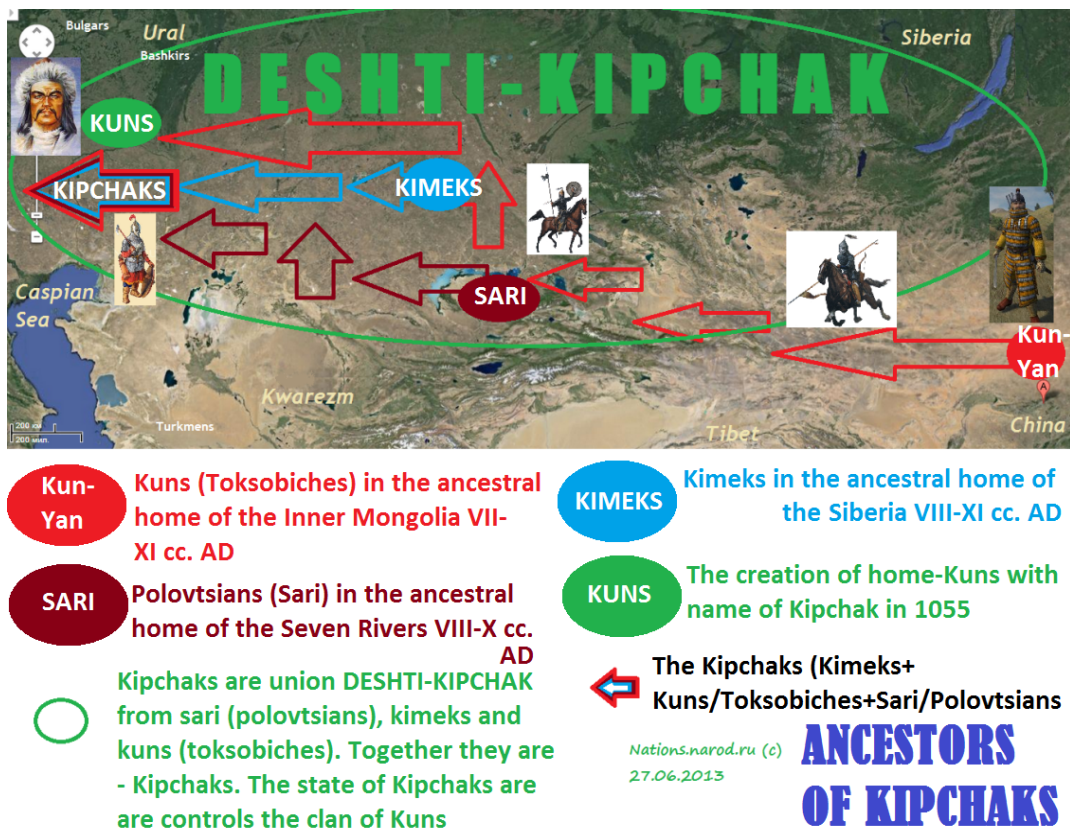 Bulgars
Ural
Bashkirs
Siberia
DESHTI-KIPCHAK
KUNS
KIPCHAKS
KIMEKS
SARI
Caspian
Sea
Kun-
Yan
A
Kwarezm
Turkmens
Tibet
China
200 км
200 мил.
Kun-
Yan
Kuns (Toksobiches) in the ancestral
home of the Inner Mongolia VII-
XI cc. AD
SARI
Polovtsians (Sari) in the ancestral
home of the Seven Rivers VIII-X cc.
AD
Kipchaks are union DESHTI-KIPCHAK
from sari (polovtsians), kimeks and
kuns (toksobiches). Together they are
- Kipchaks. The state of Kipchaks are
are controls the clan of Kuns
KIMEKS
Kimeks in the ancestral home of
the Siberia VIII-XI cc. AD
KUNS
The creation of home-Kuns with
name of Kipchak in 1055
The Kipchaks (Kimeks+
Kuns/Toksobiches+Sari/Polovtsians
Nations.narod.ru (c)
27.06.2013
ANCESTORS
OF KIPCHAKS